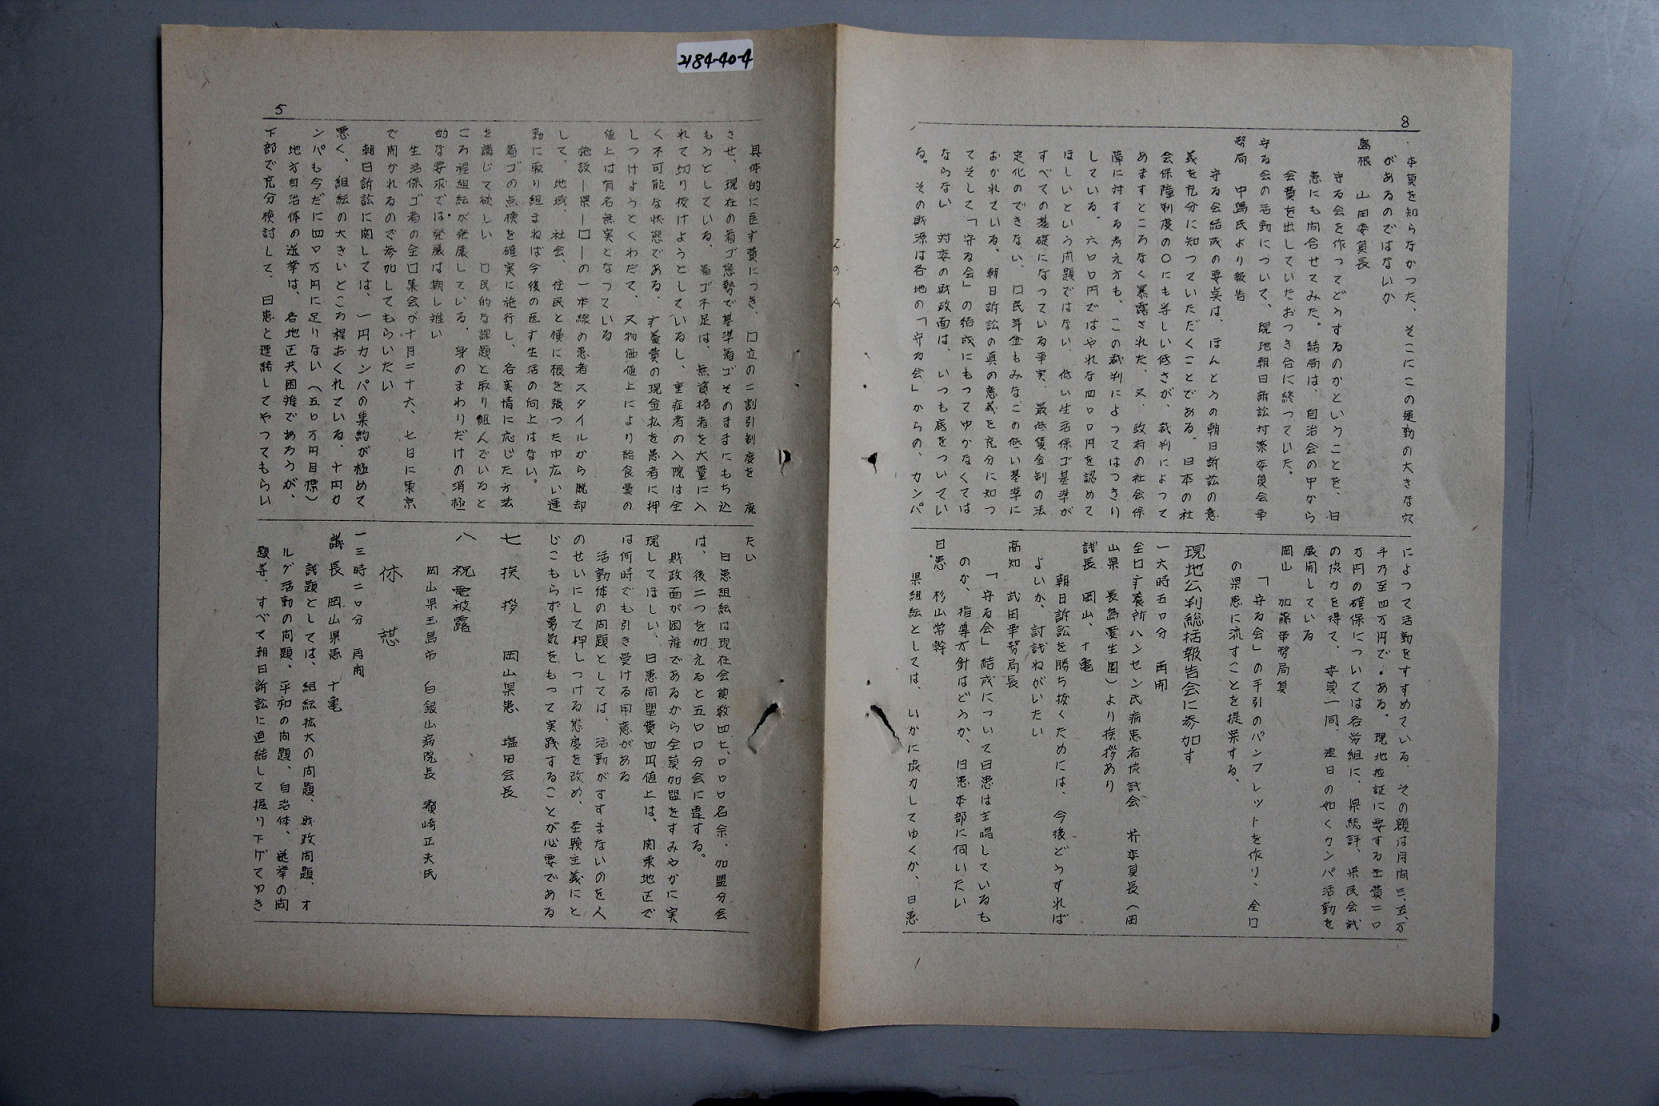 2184-40-4
8
本質を知らなかつた、そこにこの運動の大きな穴
があるのではないか
島根　山田委員長
守る会を作つてどうするのかということを、日
患にも問合せてみた。結局は、自治会の中から
会費を出していたおつき合に終つていた。
守る会の活動について、現地朝日訴訟対策委員会事
務局　中島氏より報告
守る会結成の要点は、ほんとうの朝日訴訟の意
義を充分に知つていただくことである。日本の社
会保障制度の〇にも等しい低さが、裁判によつて
あますところなく暴露された、又、政府の社会保
障に対する考え方も、この裁判によつてはつきり
している。六〇〇円ではやれな四〇〇円を認めて
ほしいという問題ではない、低い生活保ゴ基準が
すべての基礎になつている事実、最低賃金制の法
定化のできない、口民年金もみなこの低い基準に
おかれている。朝日訴訟の真の意義を充分に知つ
てそして「守る会」の結成にもつてゆかなくては
ならない　対策の財政面は、いつも底をついてい
る。　その財源は各地の「守る会」からの、カンパ
によつて活動をすすめている、その額は月間三、五、万
千乃至四万円で・ある。現地検証に要する経費二〇
万円の確保については各労組に、県総評、県民会議
の協力を得て、委員一同、連日の如くカンパ活動を
展開している
岡山　加藤事務局員
「守る会」の手引のパンフレットを作り、全口
の県患に流すことを提案する。
現地公判総括報告会に参加す
一六時五〇分　再開
全口ず養所ハンセン氏病患者協議会　芥委員長（岡
山県　長島愛生園）より挨拶あり
議長　岡山、十亀
朝日訴訟を勝ち抜くためには、今後どうすれば
よいか、討議ねがいたい
高知　武田事務局長
「守る会」結成について日患は主唱しているも
のか、指導方針はどうか、日患本部に伺いたい
日患　杉山常幹
県組絃としては、いかに協力してゆくか、日患
5
具体的に医す費につき、口立の二割引制度を　廃
させ、現在の看ゴ態勢で基準看ゴそのままにもち込
もうとしている。看ゴ不足は、無資格者を大量に入
れて切り抜けようとしているし、重症者の入院は全
く不可能な状態である、ず養費の現金払を患者に押
しつけようとくわだて、又物価値上により給食量の
値上は有名無実となつている
施設―県―口―の一本線の患者スタイルから脱却
して、地域、社会、住民と僕に根を張つた巾広い運
動に取り組まねば今後の医す生活の向上はない。
看ゴの点検を確実に施行し、各実情に応じた方法
を講じて欲しい　口民的な課題と取り組んでいると
ころ程組絃が発展している、身のまわりだけの消極
的な要求では、発展は期し難い
生活保ゴ者の全口集会が十月二十六、七日に東京
で開かれるので参加してもらいたい
朝日訴訟に関しては、一円カンパの集約が極めて
悪く、組絃の大きいところ程おくれている、十円カ
ンパも今だに四〇万円に足りない（五〇万円目標）
地方自治体の選挙は、各地区共困難であろうが、
下部で充分検討して、日患と連絡してやつてもらい
たい
日患組絃は現在会員数四七、〇〇〇名余、加盟分会
は、後二つを加えると五〇〇分会に達する。
財政面が困難であるから全員加盟をすみやかに実
現してほしい、日患同盟費四円値上は、関東地区で
は何時でも引き受ける用意がある
活動体の問題としては、活動がすすまないのを人
のせいにして押しつける態度を改め、経験主義にと
じこもらず勇気をもつて実践することが心要である
七　挨　拶　　岡山県患　塩田会長
八　祝電被露
岡山県玉島市　白銀山病院長　須崎正夫氏
休　憩
一三時二〇分　再開
議　長　岡山県患　十亀
議題としては、組絃拡大の問題、財政問題、オ
ルグ活動の問題、平和の問題、自治体、選挙の問
題等、すべて朝日訴訟に連結して掘り下げてゆき